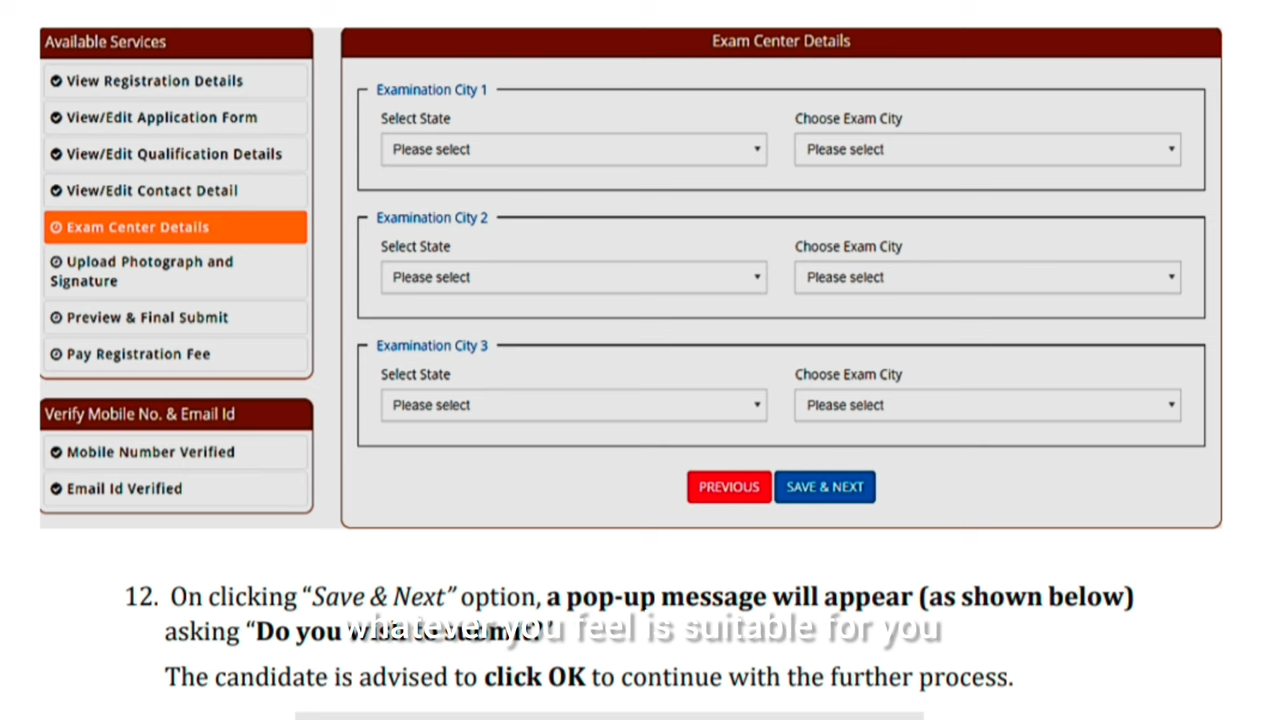 Available Services
View Registration Details
View/Edit Application Form
View/Edit Qualification Details
View/Edit Contact Detail
Exam Center Details
Upload Photograph and
Signature
Preview & Final Submit
Pay Registration Fee
Verify Mobile No. & Email Id
Mobile Number Verified
Email Id Verified
Exam Center Details
Examination City 1
Select State Choose Exam City
Please select Please select
Examination City 2
Select State Choose Exam City
Please select Please select
Examination City 3
Select State Choose Exam City
Please select Please select
PREVIOUS SAVE & NEXT
12. On clicking “Save & Next” option, a pop-up message will appear (as shown below)
asking “Do you wish to submit?”
whatever you feel is suitable for you
The candidate is advised to click OK to continue with the further process.